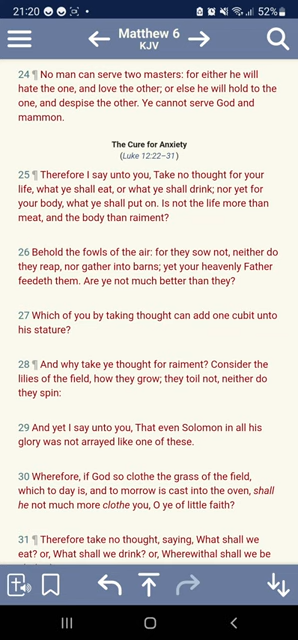 21:20
52%
Matthew 6
KJV
24 ¶ No man can serve two masters: for either he will
hate the one, and love the other; or else he will hold to
the one, and despise the other. Ye cannot serve God and
mammon.
The Cure for Anxiety
(Luke 12:22–31)
25 ¶ Therefore I say unto you, Take no thought for your
life, what ye shall eat, or what ye shall drink; nor yet for
your body, what ye shall put on. Is not the life more than
meat, and the body than raiment?
26 Behold the fowls of the air: for they sow not, neither do
they reap, nor gather into barns; yet your heavenly Father
feedeth them. Are ye not much better than they?
27 Which of you by taking thought can add one cubit unto
his stature?
28 ¶ And why take ye thought for raiment? Consider the
lilies of the field, how they grow; they toil not, neither do
they spin:
29 And yet I say unto you, That even Solomon in all his
glory was not arrayed like one of these.
30 Wherefore, if God so clothe the grass of the field,
which to day is, and to morrow is cast into the oven, shall
he not much more clothe you, O ye of little faith?
31 ¶ Therefore take no thought, saying, What shall we
eat? or, What shall we drink? or, Wherewithal shall we be